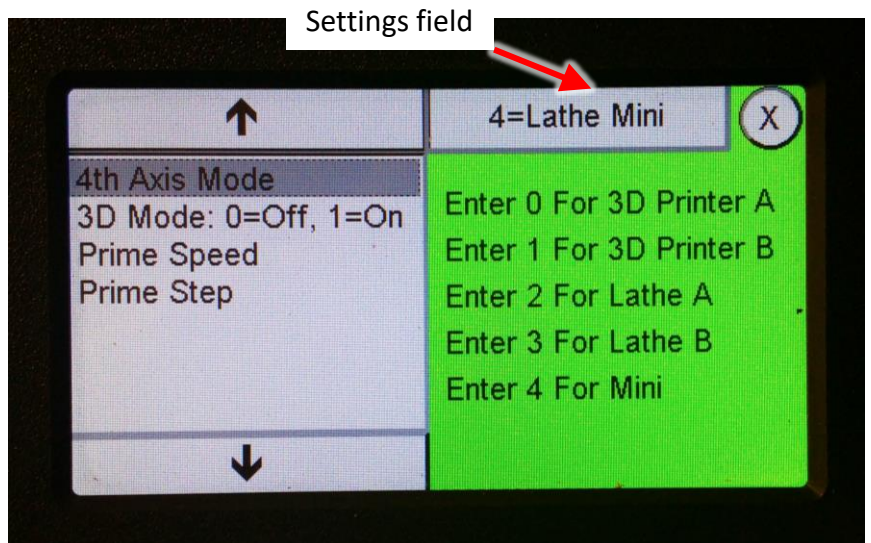 Settings field
4=Lathe Mini
X
4th Axis Mode
3D Mode: 0=Off, 1=On
Prime Speed
Prime Step
Enter 0 For 3D Printer A
Enter 1 For 3D Printer B
Enter 2 For Lathe A
Enter 3 For Lathe B
Enter 4 For Mini